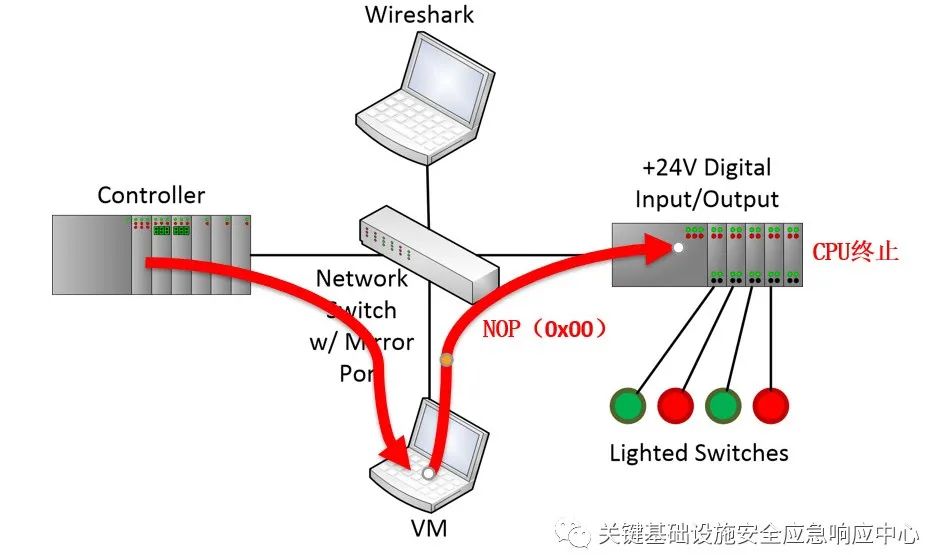 Wireshark
Controller
+24V Digital
Input/Output
CPU终止
Network
Switch
w/ Mirror
Port
NOP（0x00）
Lighted Switches
VM
关键基础设施安全应急响应中心